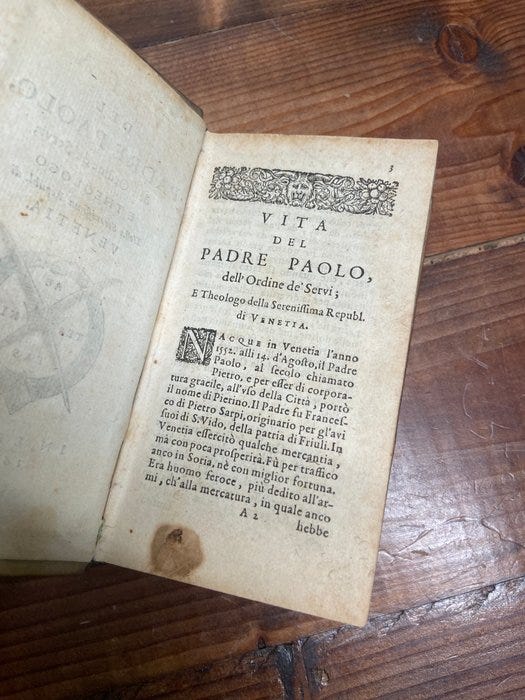 3
VITA
DEL
PADRE PAOLO,
dell'Ordine de' Servi;
E Theologo della Serenissima Republ.
di VENETIA.
NACQUE in Venetia l'anno
1552. alli 14. d'Agosto, il Padre
Paolo, al secolo chiamato
Pietro, e per esser di corpora-
tura gracile, all'vso della Città, portò
il nome di Pierino. Il Padre fu Frances-
co di Pietro Sarpi, originario per gl'avi
suoi di S. Vido, della patria di Friuli. In
Venetia essercitò qualche mercantia,
mà con poca prosperità. Fù per traffico
anco in Soria, nè con miglior fortuna.
Era huomo feroce, più dedito all'ar-
mi, ch'alla mercatura, in quale anco
A 2
hebbe